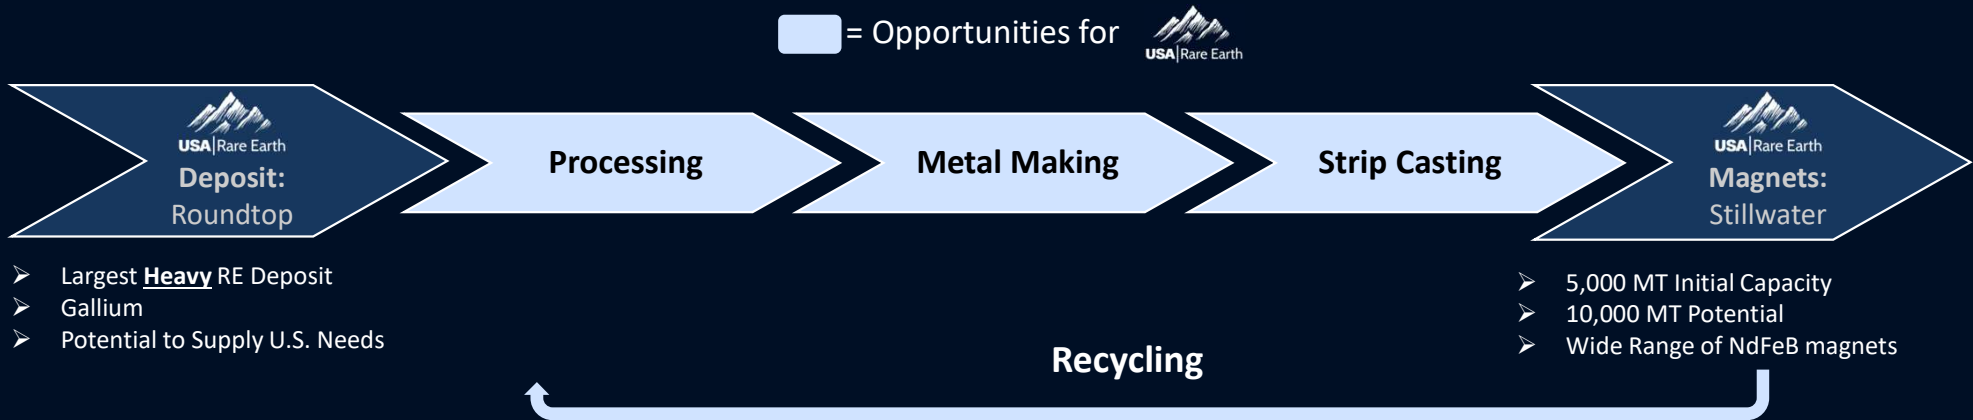 = Opportunities for
USA|Rare Earth
USA|Rare Earth
Deposit:
Roundtop
Processing
Metal Making
Strip Casting
USA|Rare Earth
Magnets:
Stillwater
➢ Largest Heavy RE Deposit
➢ Gallium
➢ Potential to Supply U.S. Needs
➢ 5,000 MT Initial Capacity
➢ 10,000 MT Potential
➢ Wide Range of NdFeB magnets
Recycling